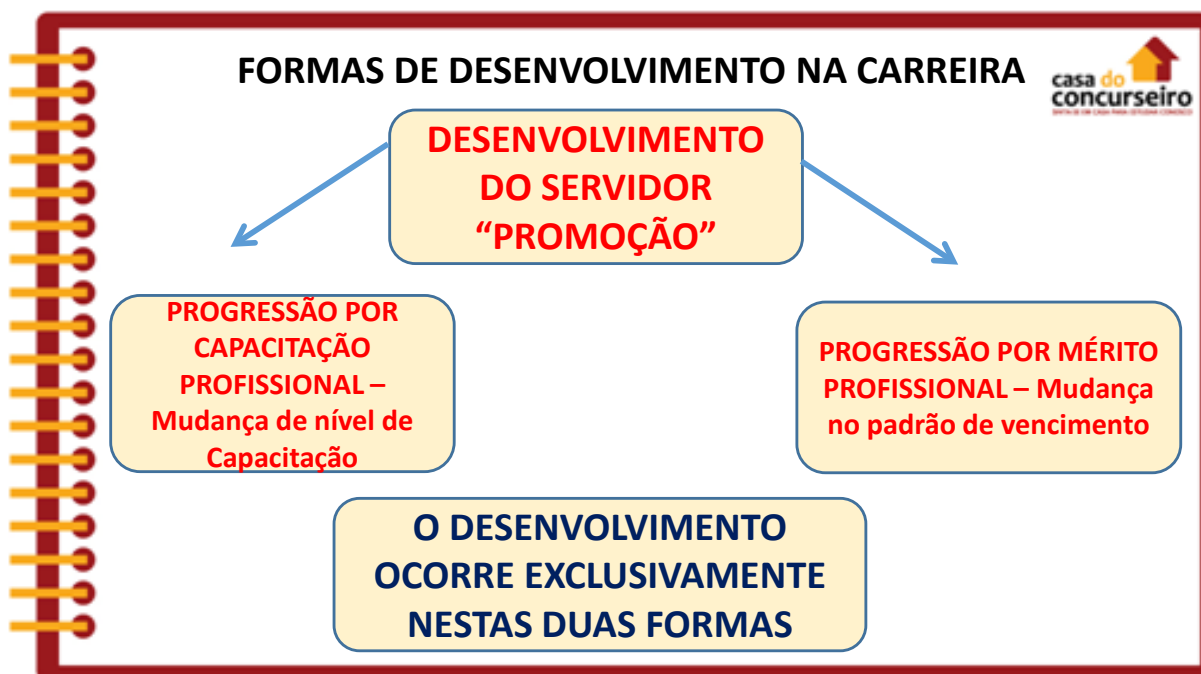 FORMAS DE DESENVOLVIMENTO NA CARREIRA
casa do
concurseiro
DESENVOLVIMENTO
DO SERVIDOR
“PROMOÇÃO”
PROGRESSÃO POR
CAPACITAÇÃO
PROFISSIONAL –
Mudança de nível de
Capacitação
PROGRESSÃO POR MÉRITO
PROFISSIONAL – Mudança
no padrão de vencimento
O DESENVOLVIMENTO
OCORRE EXCLUSIVAMENTE
NESTAS DUAS FORMAS